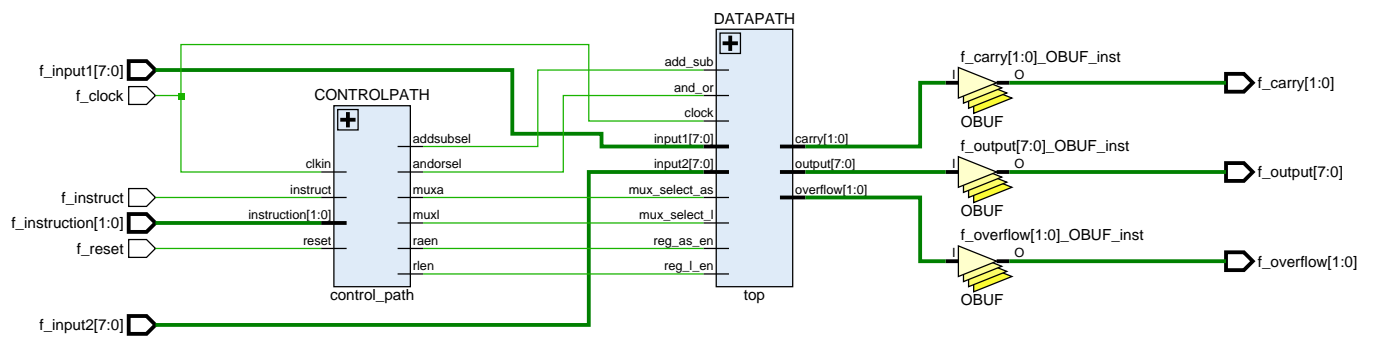 DATAPATH
f_input1[7:0]
f_clock
CONTROLPATH
add_sub
and_or
clock
input1[7:0]
input2[7:0]
mux_select_as
mux_select_l
reg_as_en
reg_l_en
carry[1:0]
output[7:0]
overflow[1:0]
top
clkin
instruct
instruction[1:0]
reset
addsubsel
andorsel
muxa
muxl
raen
rlen
control_path
f_instruct
f_instruction[1:0]
f_reset
f_input2[7:0]
f_carry[1:0]_OBUF_inst
I
O
OBUF
f_carry[1:0]
f_output[7:0]_OBUF_inst
I
O
OBUF
f_output[7:0]
f_overflow[1:0]_OBUF_inst
I
O
OBUF
f_overflow[1:0]